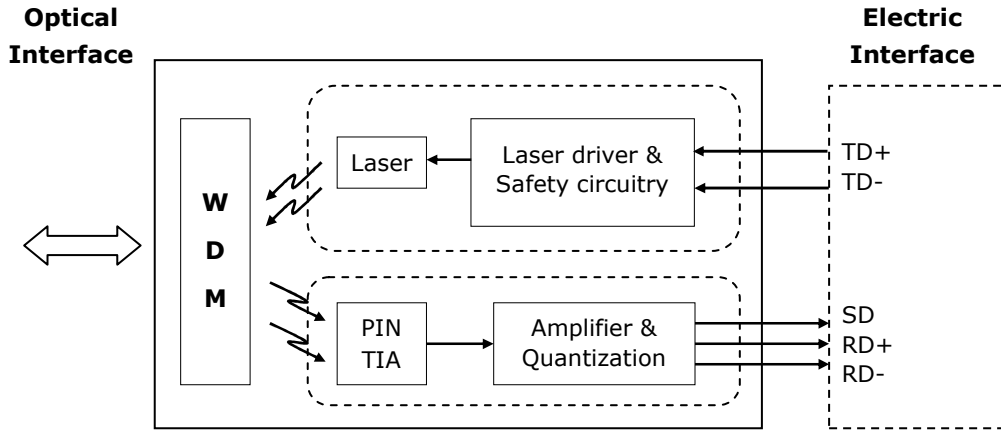 Optical
Interface
Electric
Interface
W
D
M
Laser
Laser driver &
Safety circuitry
TD+
TD-
PIN
TIA
Amplifier &
Quantization
SD
RD+
RD-